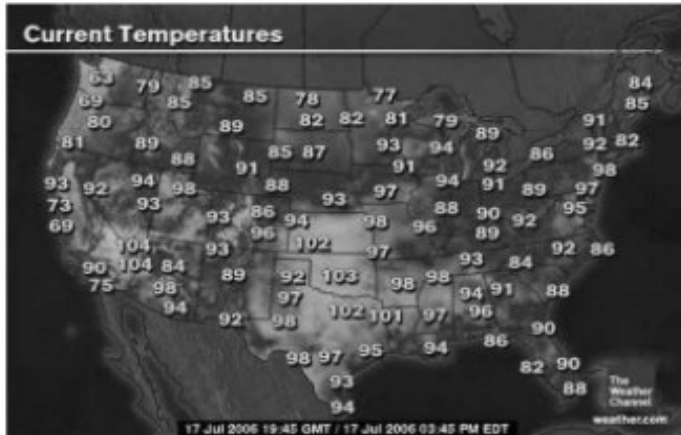 Current Temperatures
63 79 85 84
69 85 85 78 77 85
80 89 82 82 81 79 91
81 89 88 85 87 93 94 89 86 92 82
93 92 94 98 91 88 91 94 92 91 89 97 98
73 93 93 86 94 93 97 88 90 92 95
69 104 96 98 96 89
104 84 93 102 97 93 84 92 86
90 89 92 103 98 98 94 91 88
75 98 97 102 101 97 96
94 92 98 90
98 97 95 94 86
93 82 90
94 88
The
Weather
Channel
weather.com
17 Jul 2006 19:45 GMT / 17 Jul 2006 03:45 PM EDT